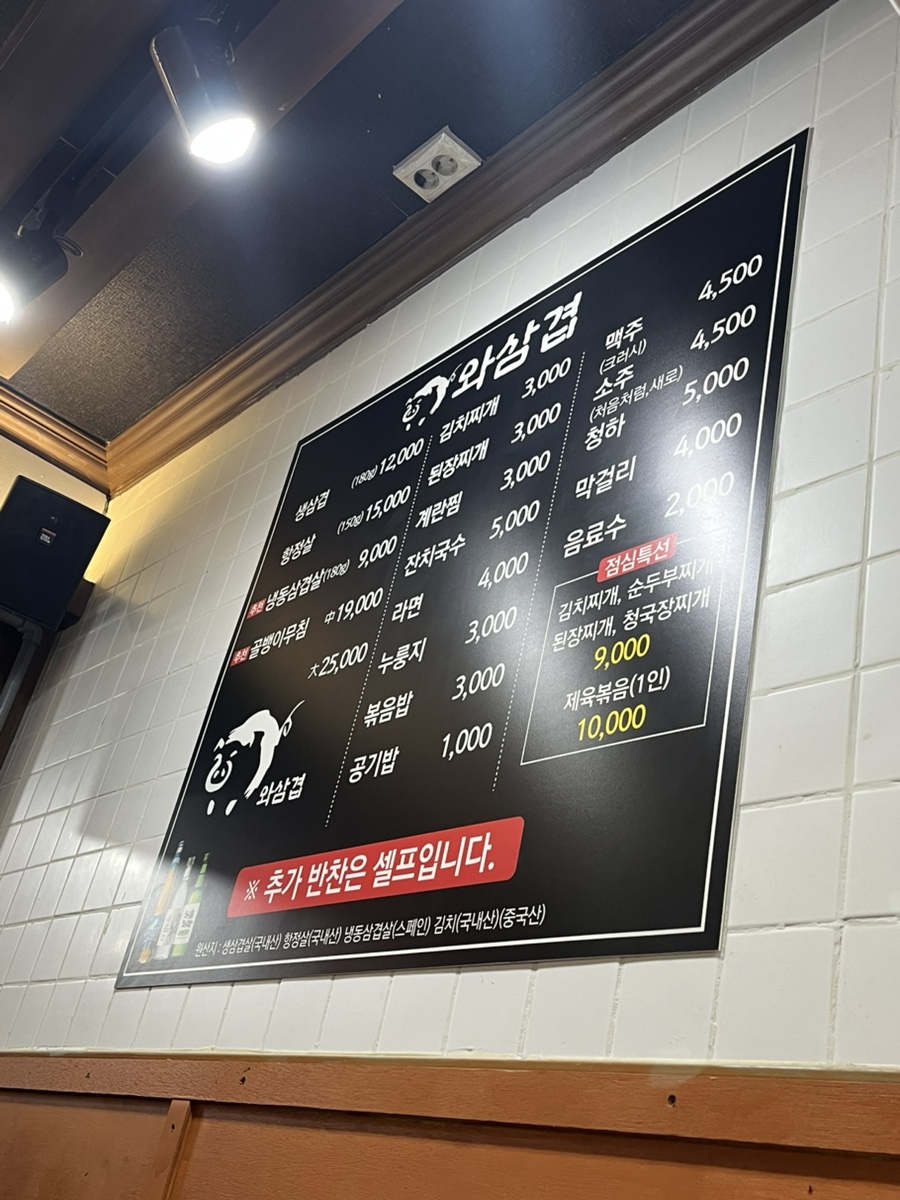 와삼겹
생삼겹 (180g) 12,000
항정살 (150g) 15,000
추천 냉동삼겹살(180g) 9,000
추천 골뱅이무침 中 19,000
大 25,000
와삼겹
김치찌개 3,000
된장찌개 3,000
계란찜 3,000
잔치국수 5,000
라면 4,000
누룽지 3,000
볶음밥 3,000
공기밥 1,000
맥주 4,500
(크러시)
소주 4,500
(처음처럼,새로)
청하 5,000
막걸리 4,000
음료수 2,000
점심특선
김치찌개, 순두부찌개
된장찌개, 청국장찌개
9,000
제육볶음(1인)
10,000
※ 추가 반찬은 셀프입니다.
원산지 : 생삼겹살(국내산) 항정살(국내산) 냉동삼겹살(스페인) 김치(국내산)(중국산)